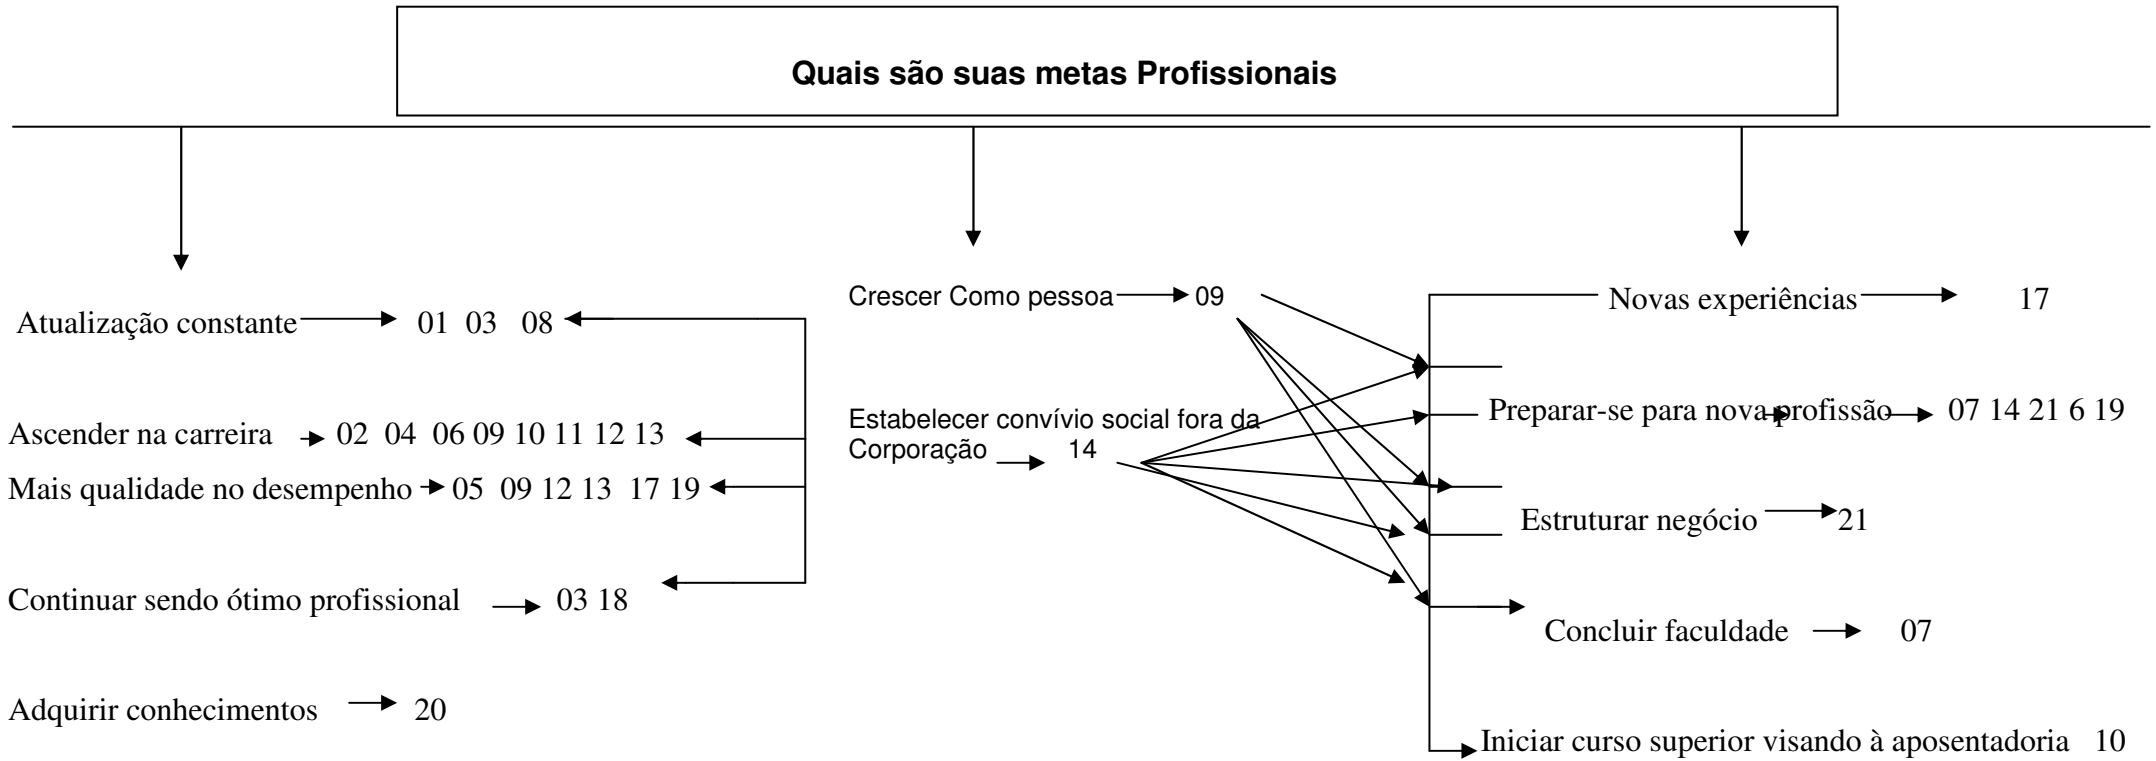 Quais são suas metas Profissionais
Atualização constante 01 03 08
Ascender na carreira 02 04 06 09 10 11 12 13
Mais qualidade no desempenho 05 09 12 13 17 19
Continuar sendo ótimo profissional 03 18
Adquirir conhecimentos 20
Crescer Como pessoa 09
Estabelecer convívio social fora da
Corporação 14
Novas experiências 17
Preparar-se para nova profissão 07 14 21 6 19
Estruturar negócio 21
Concluir faculdade 07
Iniciar curso superior visando à aposentadoria 10